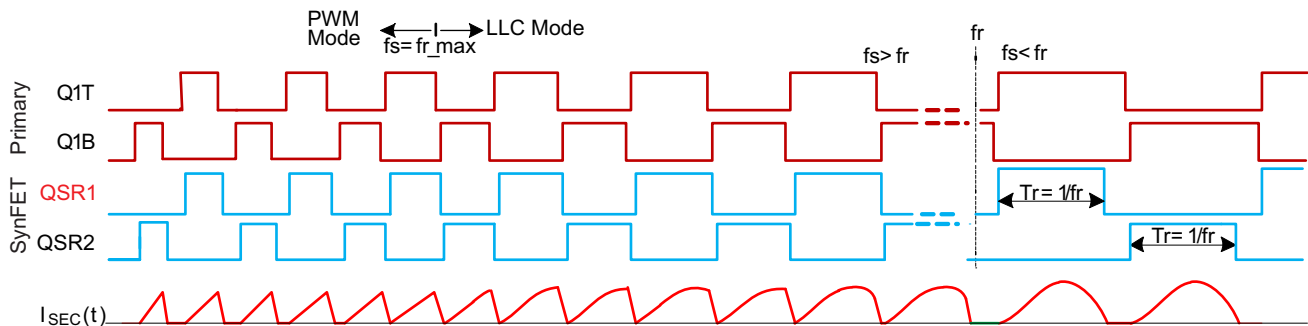 PWM Mode
LLC Mode
fs= fr_max
fs> fr
fr
fs< fr
Primary
Q1T
Q1B
SynFET
QSR1
QSR2
Tr= 1/fr
Tr= 1/fr
ISEC(t)